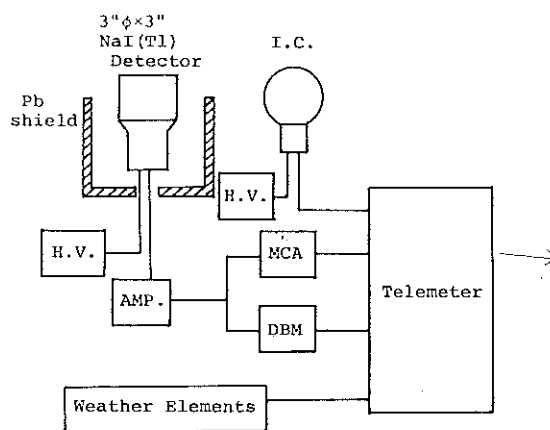 3"φ×3"
NaI(Tl)
Detector
I.C.
Pb
shield
H.V.
H.V.
MCA
AMP.
Telemeter
DBM
Weather Elements